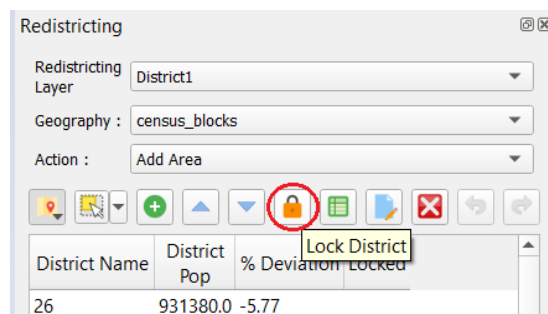 Redistricting
Redistricting
Layer
District1
Geography : census_blocks
Action : Add Area
Lock District
District Name District
Pop % Deviation Locked
26 931380.0 -5.77